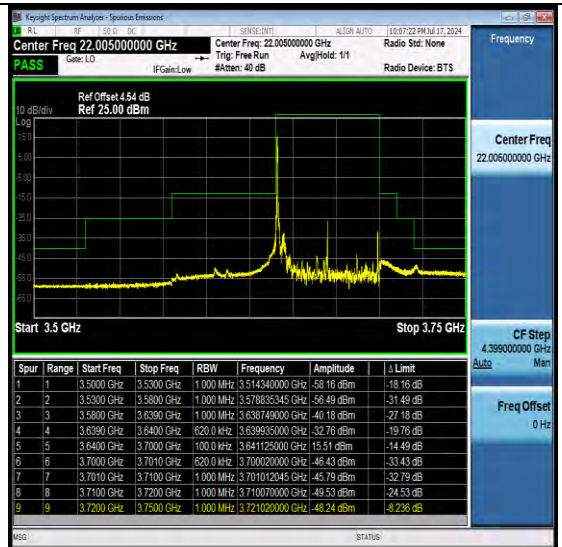 Keysight Spectrum Analyzer - Spurious Emissions
RL RF 50 Ω DC SENSE:INT ALIGN AUTO 10:07:22 PM Jul 17, 2024
Center Freq 22.005000000 GHz Center Freq: 22.005000000 GHz Radio Std: None Frequency
PASS Gate: LO Trig: Free Run Avg|Hold: 1/1
IFGain:Low #Atten: 40 dB Radio Device: BTS
Ref Offset 4.54 dB
10 dB/div Ref 25.00 dBm
Log
15.0
5.00
-5.00
-15.0
-25.0
-35.0
-45.0
-55.0
-65.0
Start 3.5 GHz Stop 3.75 GHz
Center Freq
22.005000000 GHz
CF Step
4.399000000 GHz
Auto Man
Freq Offset
0 Hz
Spur Range Start Freq Stop Freq RBW Frequency Amplitude Δ Limit
1 1 3.5000 GHz 3.5300 GHz 1.000 MHz 3.514340000 GHz -58.16 dBm -18.16 dB
2 2 3.5300 GHz 3.5800 GHz 1.000 MHz 3.578835345 GHz -56.49 dBm -31.49 dB
3 3 3.5800 GHz 3.6390 GHz 1.000 MHz 3.638749000 GHz -40.18 dBm -27.18 dB
4 4 3.6390 GHz 3.6400 GHz 620.0 kHz 3.639935000 GHz -32.76 dBm -19.76 dB
5 5 3.6400 GHz 3.7000 GHz 100.0 kHz 3.641125000 GHz 15.51 dBm -14.49 dB
6 6 3.7000 GHz 3.7010 GHz 620.0 kHz 3.700020000 GHz -46.43 dBm -33.43 dB
7 7 3.7010 GHz 3.7100 GHz 1.000 MHz 3.701012045 GHz -45.79 dBm -32.79 dB
8 8 3.7100 GHz 3.7200 GHz 1.000 MHz 3.710070000 GHz -49.53 dBm -24.53 dB
9 9 3.7200 GHz 3.7500 GHz 1.000 MHz 3.721020000 GHz -48.24 dBm -8.236 dB
MSG STATUS